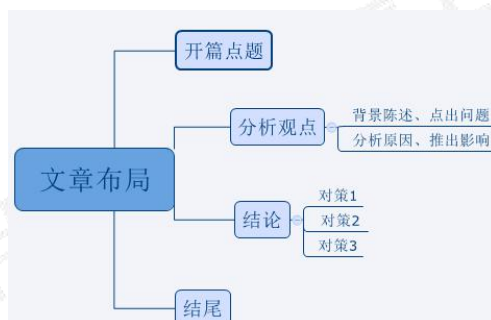 开篇点题
背景陈述、点出问题
分析观点
分析原因、推出影响
文章布局
对策1
结论
对策2
对策3
结尾